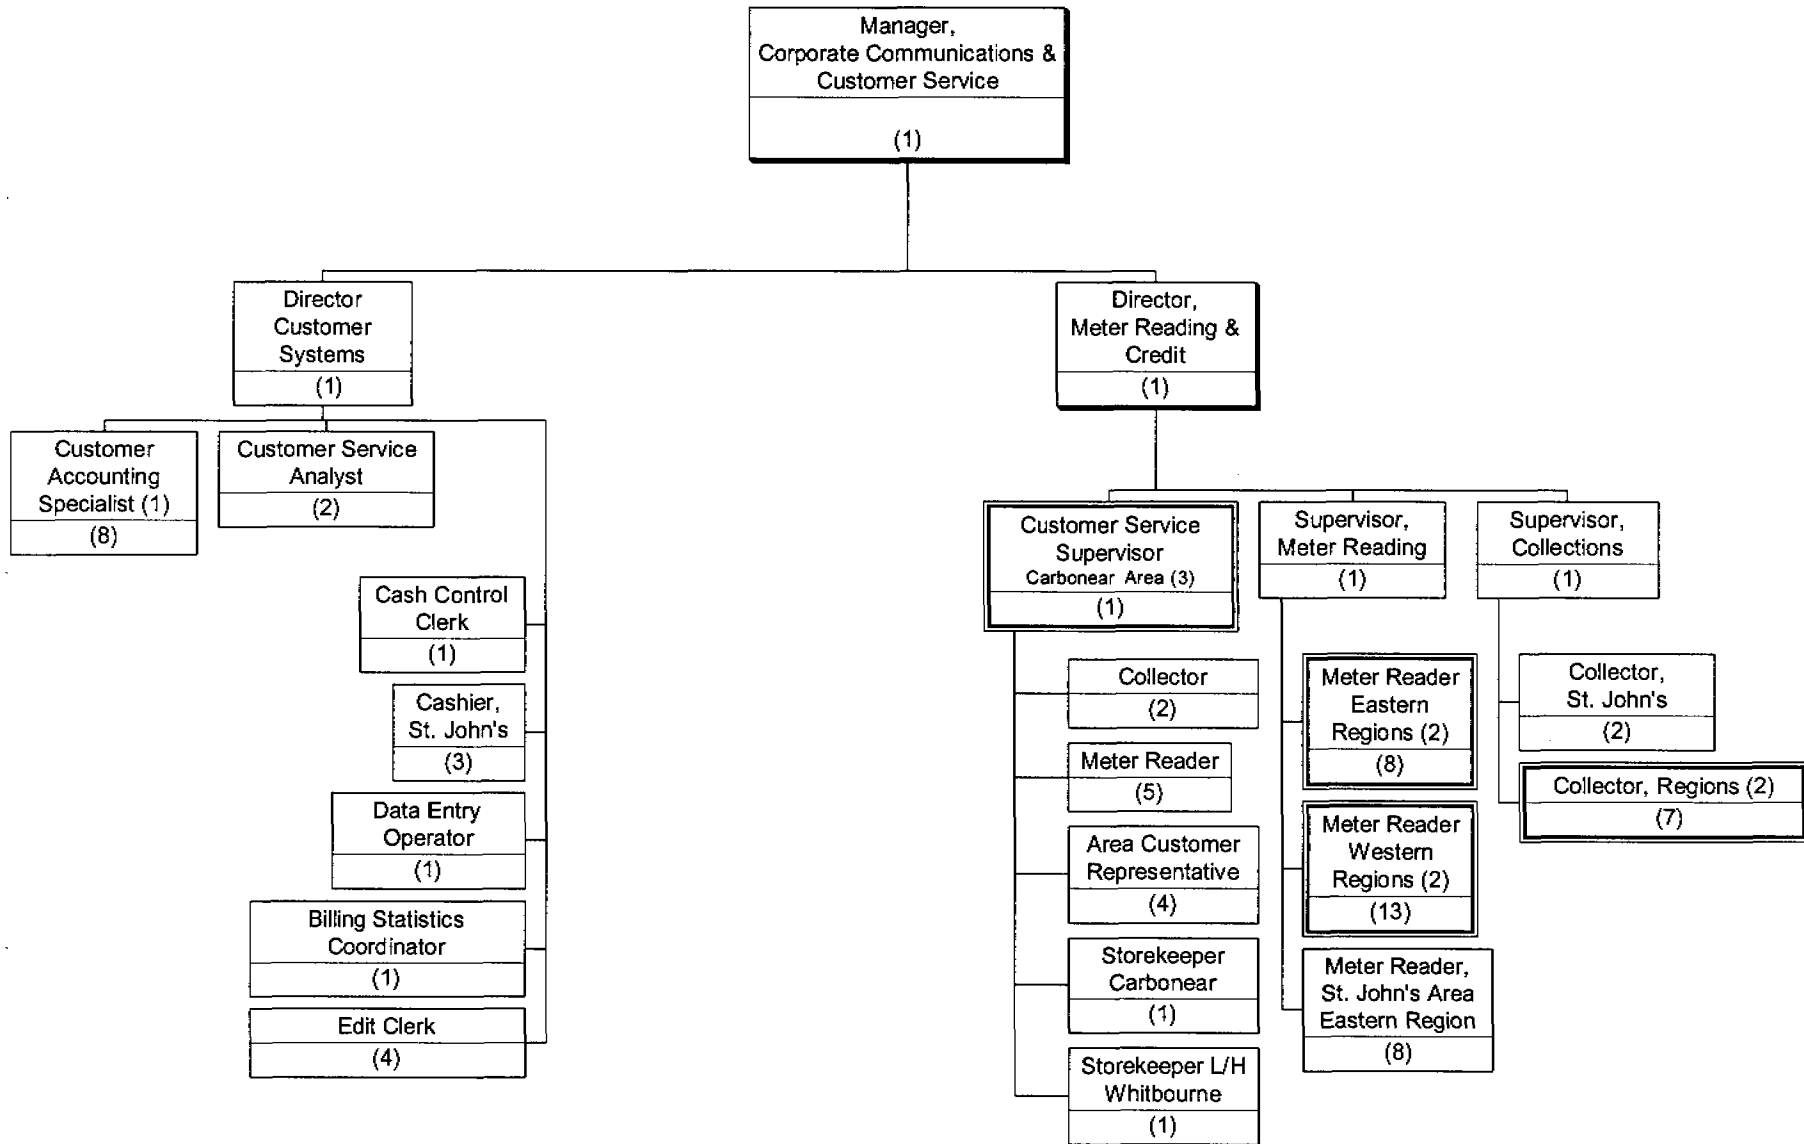 Manager,
Corporate Communications &
Customer Service
(1)
Director
Customer
Systems
(1)
Director,
Meter Reading &
Credit
(1)
Customer
Accounting
Specialist (1)
(8)
Customer Service
Analyst
(2)
Cash Control
Clerk
(1)
Cashier,
St. John's
(3)
Data Entry
Operator
(1)
Billing Statistics
Coordinator
(1)
Edit Clerk
(4)
Customer Service
Supervisor
Carbonear Area (3)
(1)
Collector
(2)
Meter Reader
(5)
Area Customer
Representative
(4)
Storekeeper
Carbonear
(1)
Storekeeper L/H
Whitbourne
(1)
Supervisor,
Meter Reading
(1)
Meter Reader
Eastern
Regions (2)
(8)
Meter Reader
Western
Regions (2)
(13)
Meter Reader,
St. John's Area
Eastern Region
(8)
Supervisor,
Collections
(1)
Collector,
St. John's
(2)
Collector, Regions (2)
(7)